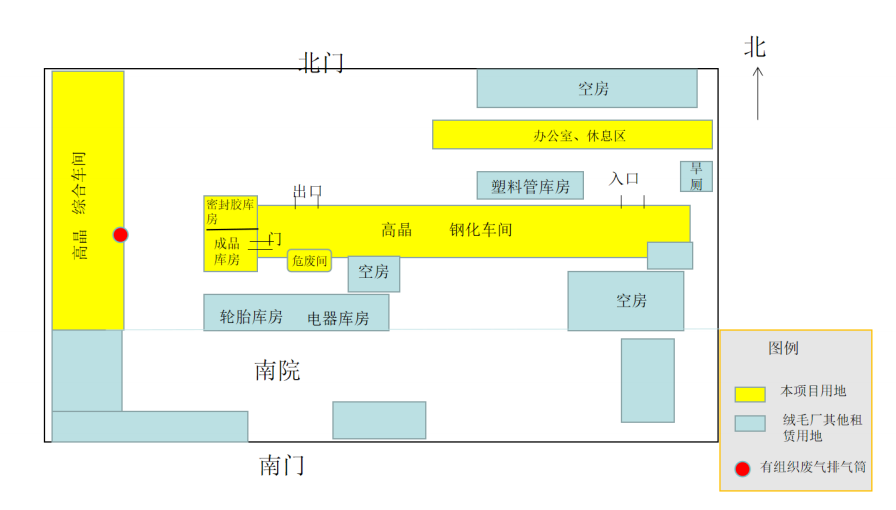 北门
北
空房
办公室、休息区
旱
厕
塑料管库房
入口
出口
密封胶库
房
高晶 综合车间
成品
库房
门
高晶 钢化车间
危废间
空房
空房
轮胎库房
电器库房
南院
南门
图例
本项目用地
绒毛厂其他租
赁用地
有组织废气排气筒